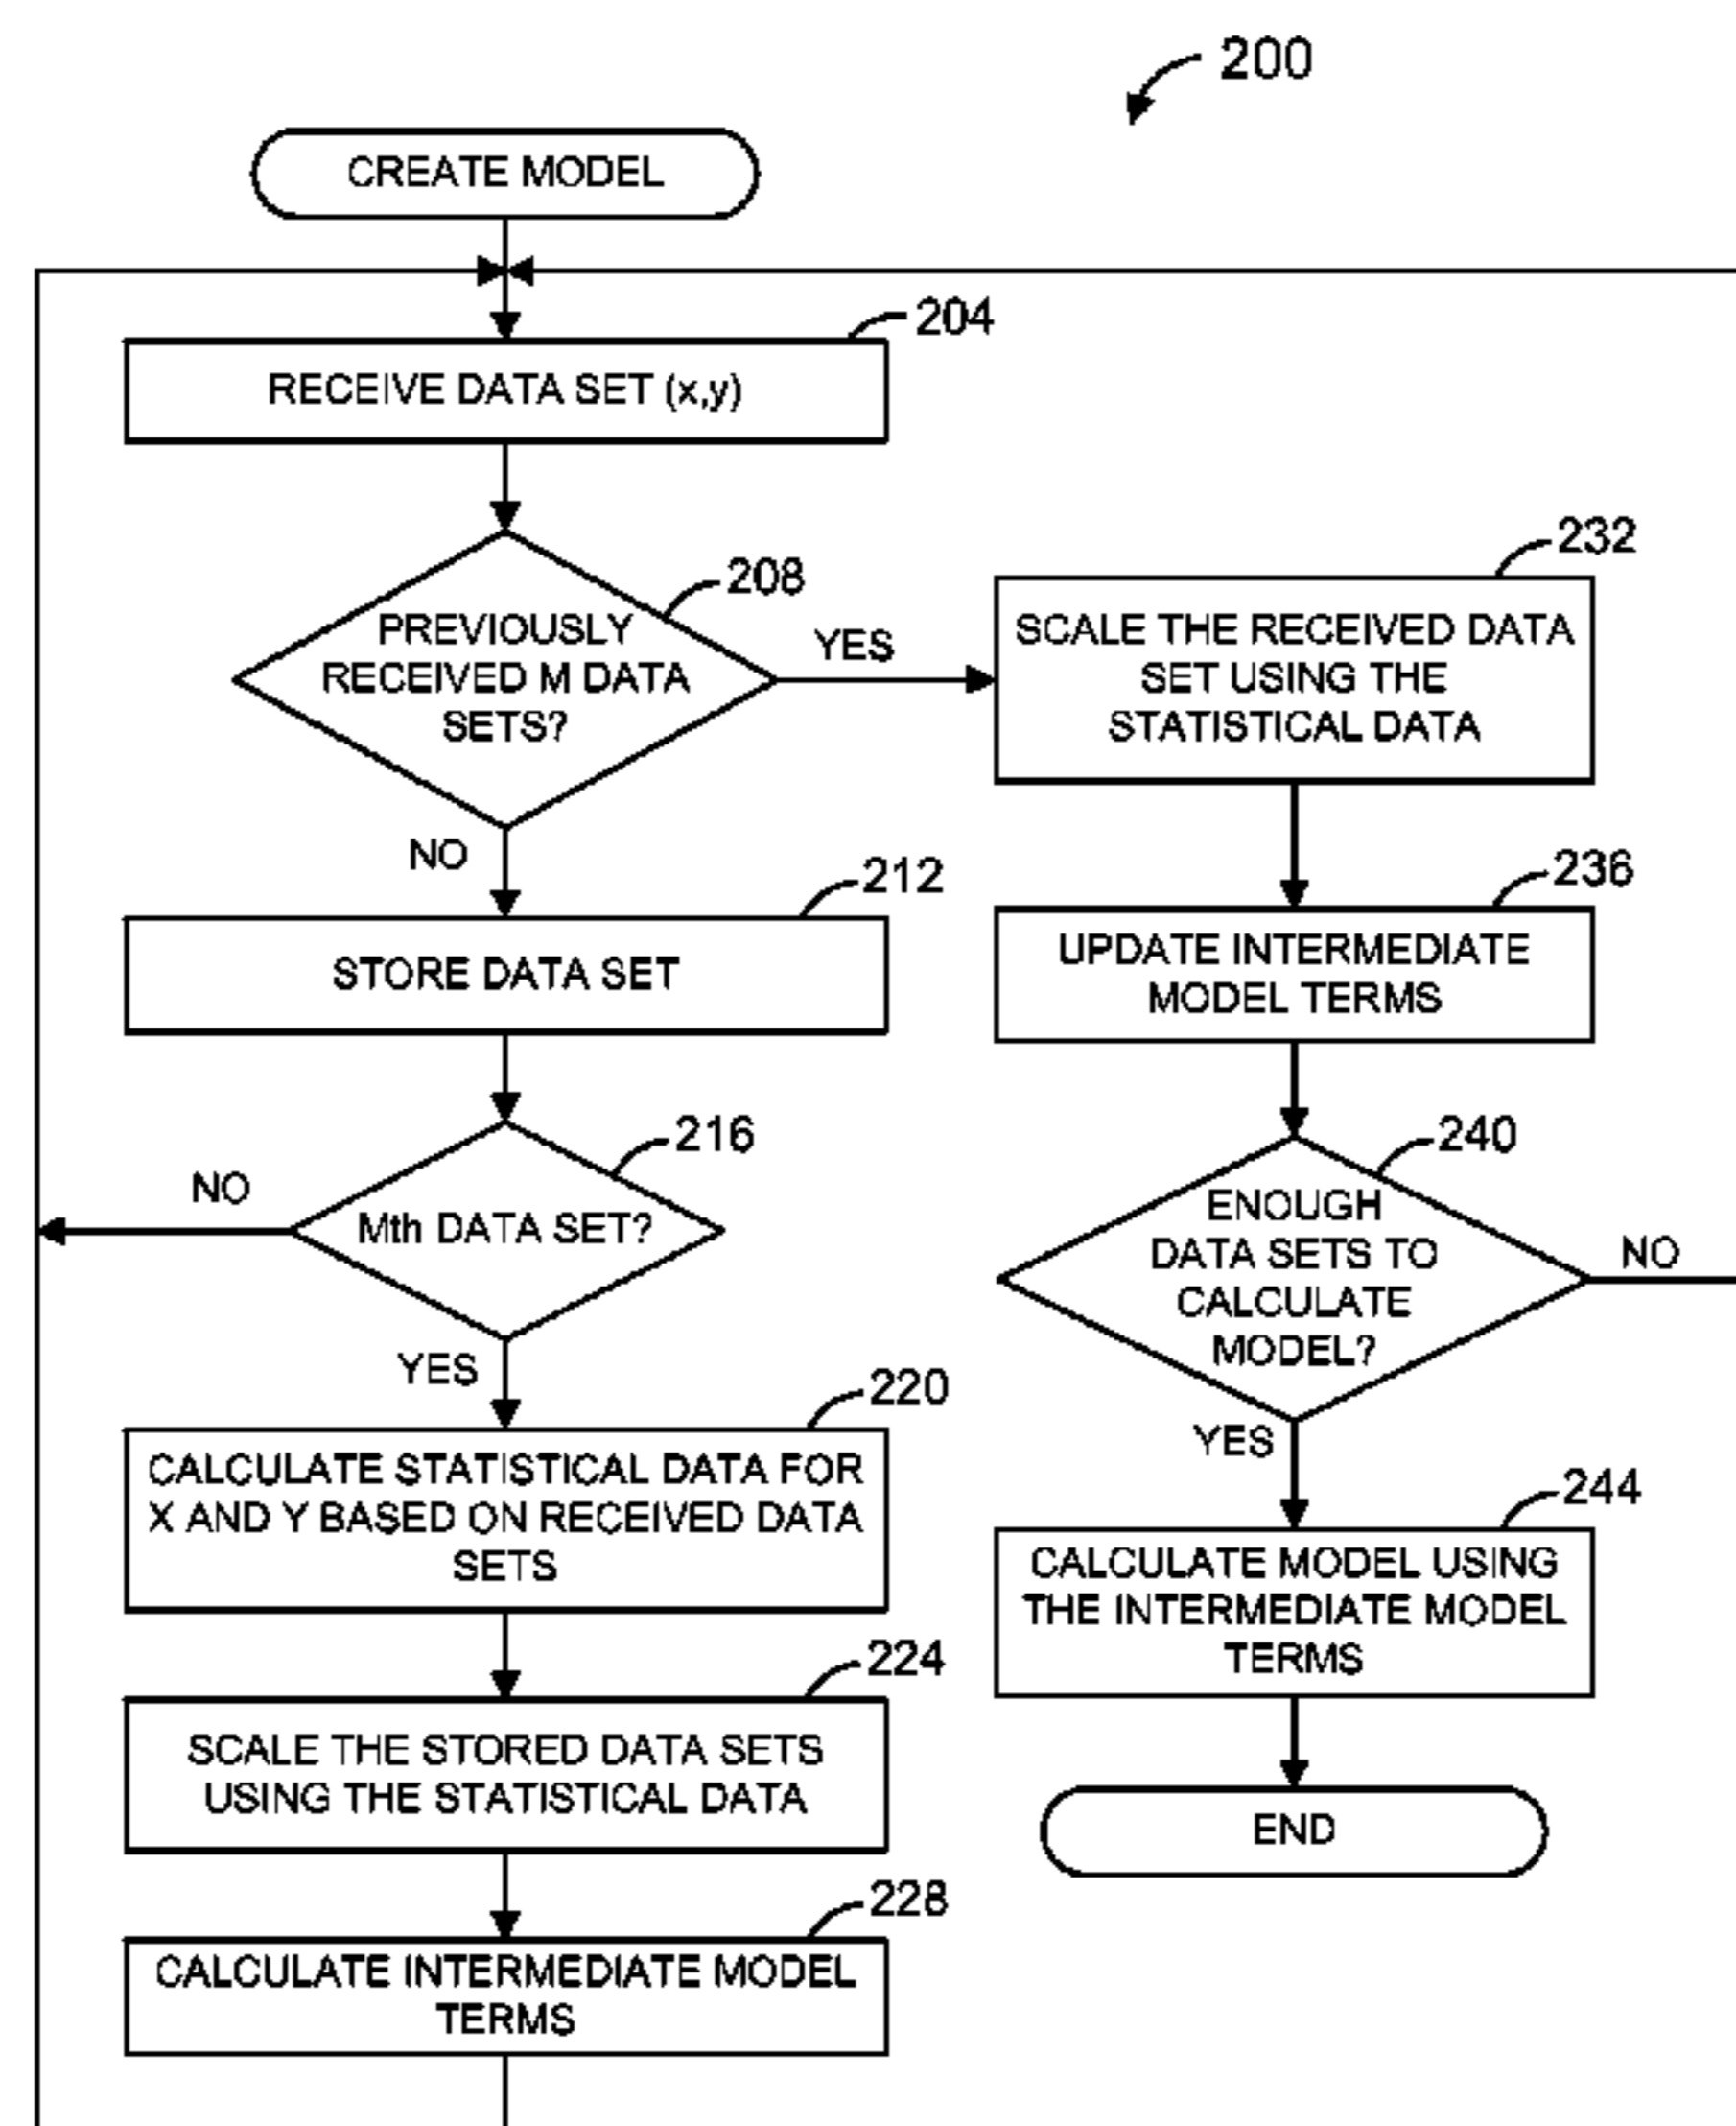 200
CREATE MODEL
204
RECEIVE DATA SET (x,y)
208
PREVIOUSLY
RECEIVED M DATA
SETS?
YES
NO
212
STORE DATA SET
216
Mth DATA SET?
NO
YES
220
CALCULATE STATISTICAL DATA FOR
X AND Y BASED ON RECEIVED DATA
SETS
224
SCALE THE STORED DATA SETS
USING THE STATISTICAL DATA
228
CALCULATE INTERMEDIATE MODEL
TERMS
232
SCALE THE RECEIVED DATA
SET USING THE
STATISTICAL DATA
236
UPDATE INTERMEDIATE
MODEL TERMS
240
ENOUGH
DATA SETS TO
CALCULATE
MODEL?
NO
YES
244
CALCULATE MODEL USING
THE INTERMEDIATE MODEL
TERMS
END